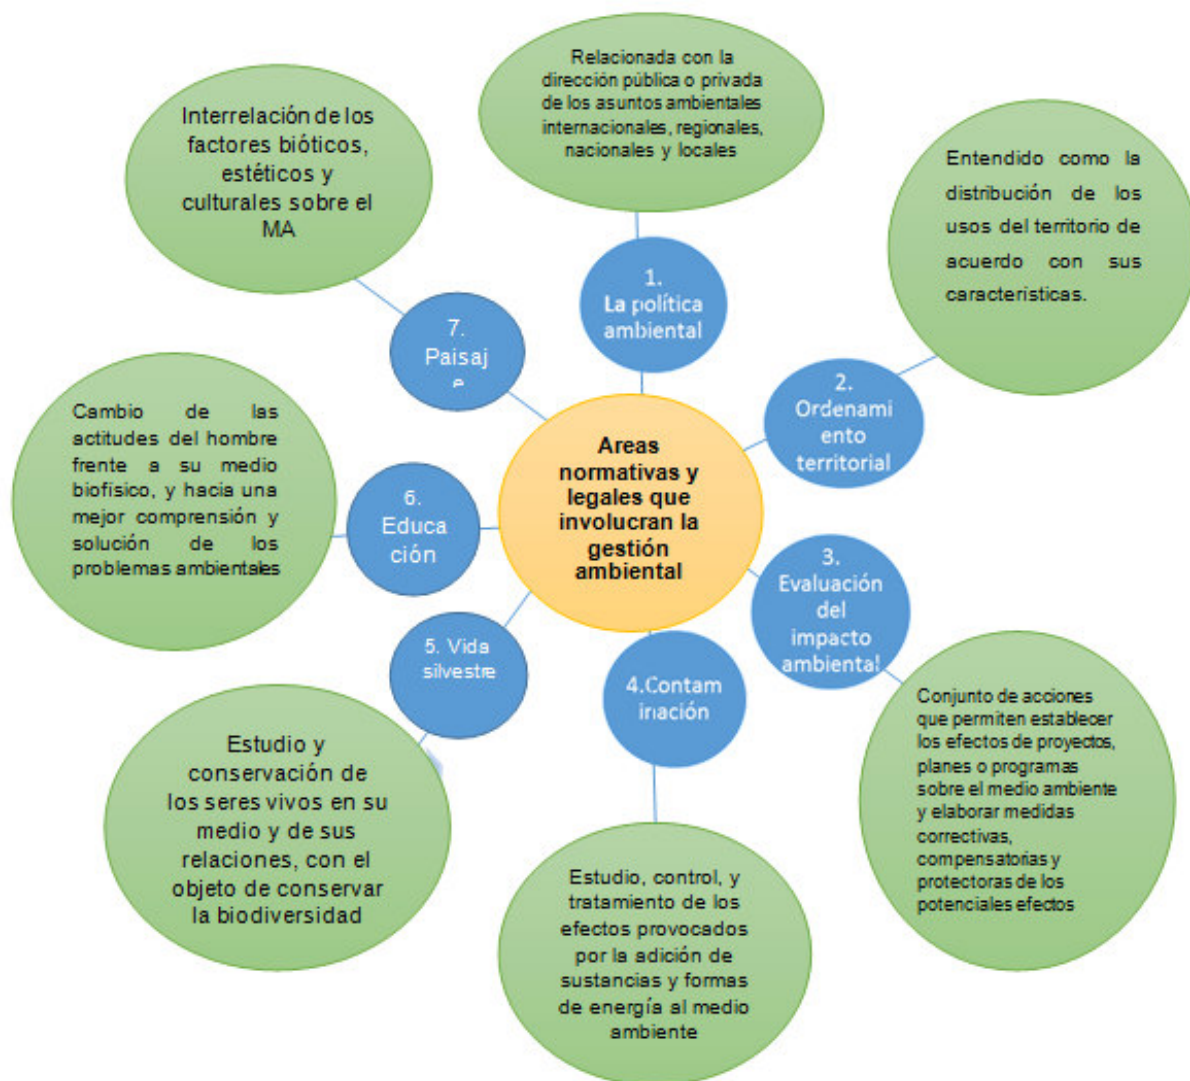 Areas
normativas y
legales que
involucran la
gestión
ambiental
1.
La política
ambiental
Relacionada con la
dirección pública o privada
de los asuntos ambientales
internacionales, regionales,
nacionales y locales
2.
Ordenami
ento
territorial
Entendido como la
distribución de los
usos del territorio de
acuerdo con sus
características.
3.
Evaluación
del
impacto
ambiental
Conjunto de acciones
que permiten establecer
los efectos de proyectos,
planes o programas
sobre el medio ambiente
y elaborar medidas
correctivas,
compensatorias y
protectoras de los
potenciales efectos
4.Contam
inación
Estudio, control, y
tratamiento de los
efectos provocados
por la adición de
sustancias y formas
de energía al medio
ambiente
5. Vida
silvestre
Estudio y
conservación de
los seres vivos en su
medio y de sus
relaciones, con el
objeto de conservar
la biodiversidad
6.
Educa
ción
Cambio de las
actitudes del hombre
frente a su medio
biofísico, y hacia una
mejor comprensión y
solución de los
problemas ambientales
7.
Paisaj
e
Interrelación de los
factores bióticos,
estéticos y
culturales sobre el
MA